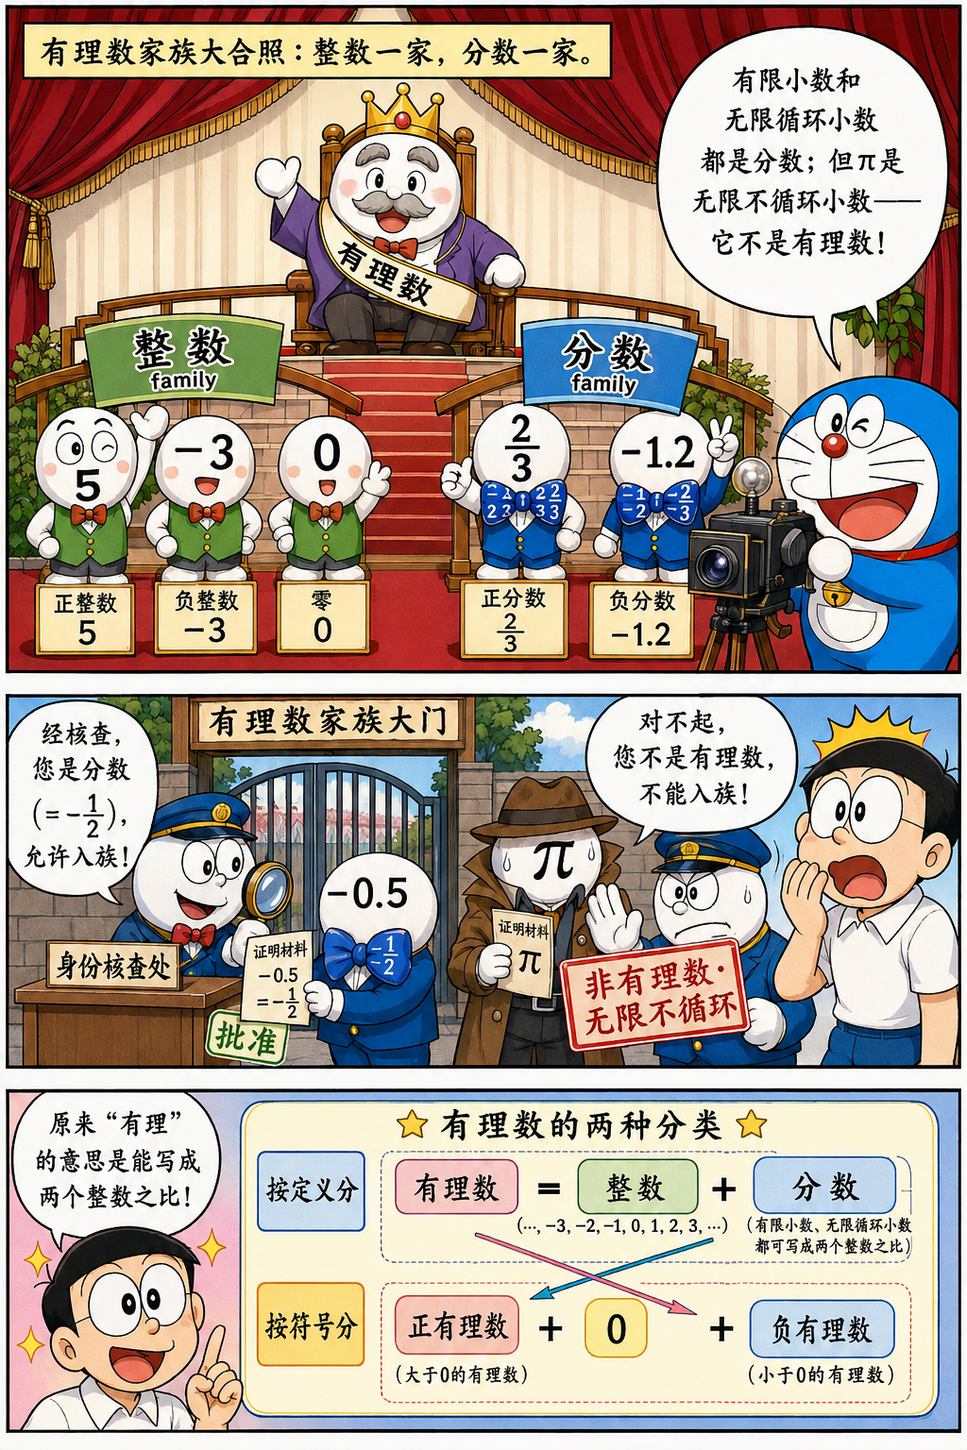 有理数家族大合照：整数一家，分数一家。
有限小数和
无限循环小数
都是分数；但π是
无限不循环小数——
它不是有理数！
有理数
整数
family
分数
family
5
−3
0
2/3
−1.2
正整数
5
负整数
−3
零
0
正分数
2/3
负分数
−1.2
经核查，
您是分数
(=−1/2)，
允许入族！
有理数家族大门
对不起，
您不是有理数，
不能入族！
身份核查处
证明材料
−0.5
=−1/2
批准
−0.5
−1/2
π
证明材料
π
非有理数·
无限不循环
原来“有理”
的意思是能写成
两个整数之比！
有理数的两种分类
按定义分
有理数 = 整数 + 分数
(…, −3, −2, −1, 0, 1, 2, 3, …)
(有限小数、无限循环小数
都可写成两个整数之比)
按符号分
正有理数 + 0 + 负有理数
(大于0的有理数)
(小于0的有理数)